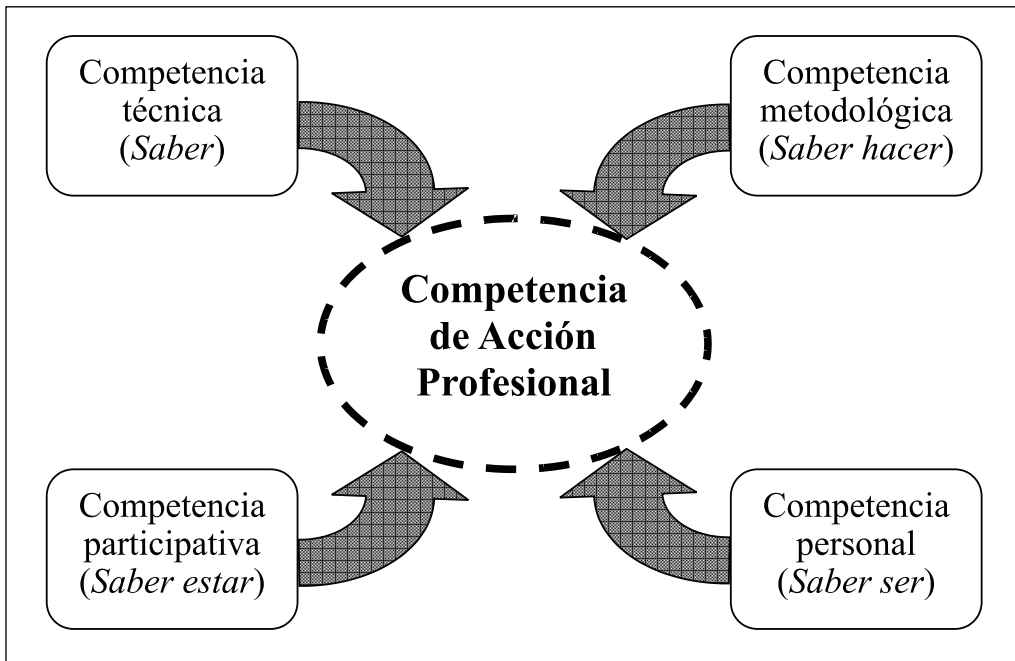 Competencia
técnica
(Saber)
Competencia
metodológica
(Saber hacer)
Competencia
de Acción
Profesional
Competencia
participativa
(Saber estar)
Competencia
personal
(Saber ser)